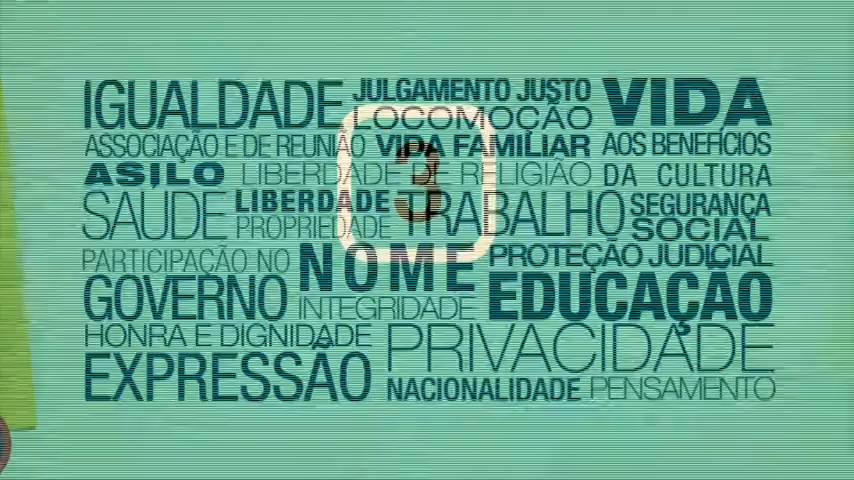 IGUALDADE JULGAMENTO JUSTO VIDA
LOCOMOÇÃO
ASSOCIAÇÃO E DE REUNIÃO VIDA FAMILIAR AOS BENEFÍCIOS
ASILO LIBERDADE DE RELIGIÃO DA CULTURA
SAÚDE LIBERDADE TRABALHO SEGURANÇA
PROPRIEDADE SOCIAL
3
PARTICIPAÇÃO NO NOME PROTEÇÃO JUDICIAL
GOVERNO INTEGRIDADE EDUCAÇÃO
HONRA E DIGNIDADE PRIVACIDADE
EXPRESSÃO NACIONALIDADE PENSAMENTO